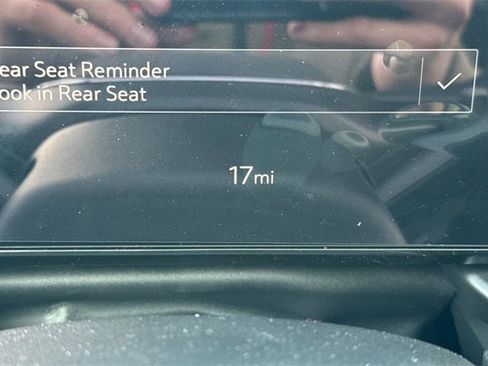 ear Seat Reminder
ook in Rear Seat
17mi